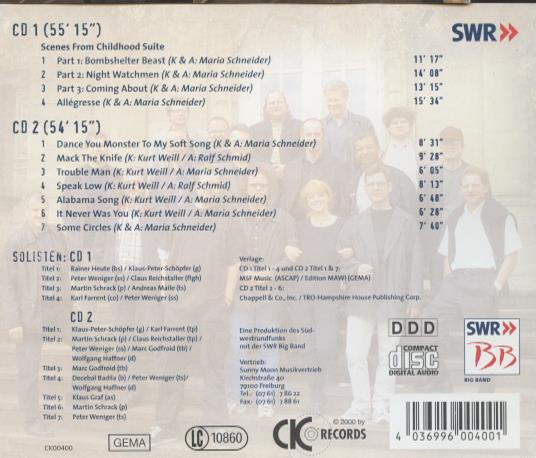 CD 1 (55' 15")
SWR
Scenes From Childhood Suite
1 Part 1: Bombshelter Beast (K & A: Maria Schneider) 11' 17"
2 Part 2: Night Watchmen (K & A: Maria Schneider) 14' 08"
3 Part 3: Coming About (K & A: Maria Schneider) 13' 15"
4 Allégresse (K & A: Maria Schneider) 15' 34"
CD 2 (54' 15")
1 Dance You Monster To My Soft Song (K & A: Maria Schneider) 8' 31"
2 Mack The Knife (K: Kurt Weill / A: Ralf Schmid) 9' 28"
3 Trouble Man (K: Kurt Weill / A: Maria Schneider) 6' 05"
4 Speak Low (K: Kurt Weill / A: Maria Schneider) 8' 13"
5 Alabama Song (K: Kurt Weill / A: Maria Schneider) 6' 48"
6 It Never Was You (K: Kurt Weill / A: Maria Schneider) 6' 28"
7 Some Circles (K & A: Maria Schneider) 7' 40"
SOLISTEN: CD 1
Titel 1: Rainer Heute (bs) / Klaus-Peter-Schöpfer (g)
Titel 2: Peter Weniger (ss) / Claus Reichstaller (flgh)
Titel 3: Martin Schrack (p) / Andreas Maile (ts)
Titel 4: Karl Farrent (co) / Peter Weniger (ss)
Verlage:
CD 1 Titel 1 - 4 und CD 2 Titel 1 & 7:
MSF Music (ASCAP) / Edition MAWI (GEMA)
CD 2 Titel 2 - 6:
Chappell & Co, Inc. / TRO-Hampshire House Publishing Corp.
CD 2
Titel 1: Klaus-Peter-Schöpfer (g) / Karl Farrent (tp)
Titel 2: Martin Schrack (p) / Claus Reichstaller (tp) /
Peter Weniger (ss) / Marc Godfroid (tb) /
Wolfgang Haffner (d)
Titel 3: Marc Godfroid (tb)
Titel 4: Decebal Badila (b) / Peter Weniger (ts) /
Wolfgang Haffner (d)
Titel 5: Klaus Graf (as)
Titel 6: Martin Schrack (p)
Titel 7: Peter Weniger (ts)
Eine Produktion des Süd-
westrundfunks
mit der SWR Big Band
Vertrieb:
Sunny Moon Musikvertrieb
Kirchstraße 40
79100 Freiburg
Tel.: (07 61) 7 86 22
Fax: (07 61) 7 88 61
DDD
COMPACT
disc
DIGITAL AUDIO
SWR
BB
BIG BAND
CK00400
GEMA
LC 10860
CK RECORDS
© 2000 by
4 036996 004001